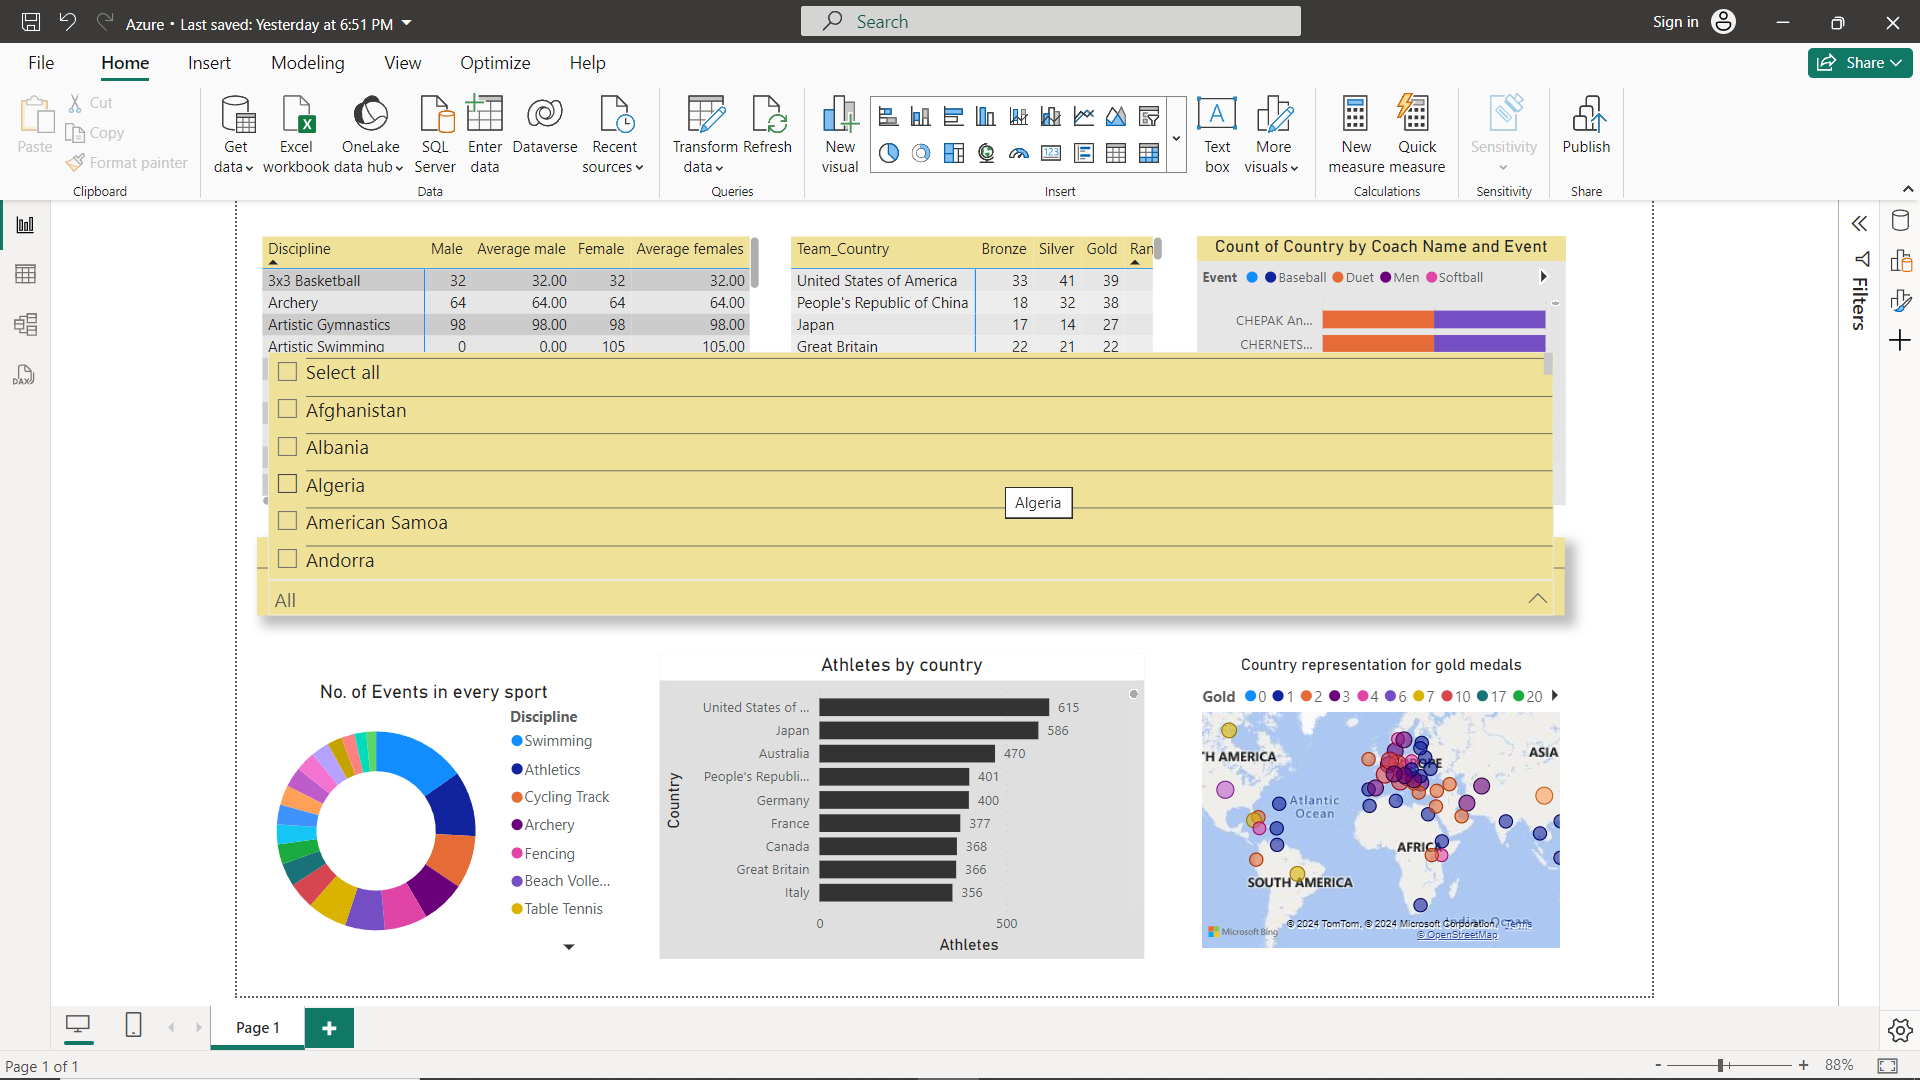 Azure • Last saved: Yesterday at 6:51 PM
Search
Sign in
File Home Insert Modeling View Optimize Help
Share
Paste
Cut
Copy
Format painter
Clipboard
Get data
Excel workbook
OneLake data hub
SQL Server
Enter data
Dataverse
Recent sources
Data
Transform data
Refresh
Queries
New visual
123
Insert
A
Text box
More visuals
New measure
Quick measure
Calculations
Sensitivity
Sensitivity
Publish
Share
DAX
Filters
Discipline Male Average male Female Average females
3x3 Basketball 32 32.00 32 32.00
Archery 64 64.00 64 64.00
Artistic Gymnastics 98 98.00 98 98.00
Artistic Swimming 0 0.00 105 105.00
Team_Country Bronze Silver Gold Ran
United States of America 33 41 39
People's Republic of China 18 32 38
Japan 17 14 27
Great Britain 22 21 22
Count of Country by Coach Name and Event
Event Baseball Duet Men Softball
CHEPAK An...
CHERNETS...
Select all
Afghanistan
Albania
Algeria
Algeria
American Samoa
Andorra
All
No. of Events in every sport
Discipline
Swimming
Athletics
Cycling Track
Archery
Fencing
Beach Volle...
Table Tennis
Athletes by country
Country
United States of ... 615
Japan 586
Australia 470
People's Republi... 401
Germany 400
France 377
Canada 368
Great Britain 366
Italy 356
0 500
Athletes
Country representation for gold medals
Gold 0 1 2 3 4 6 7 10 17 20
TH AMERICA
ASIA
Atlantic
Ocean
AFRICA
SOUTH AMERICA
Microsoft Bing
© 2024 TomTom, © 2024 Microsoft Corporation, Terms
© OpenStreetMap
Page 1
Page 1 of 1
- + 88%